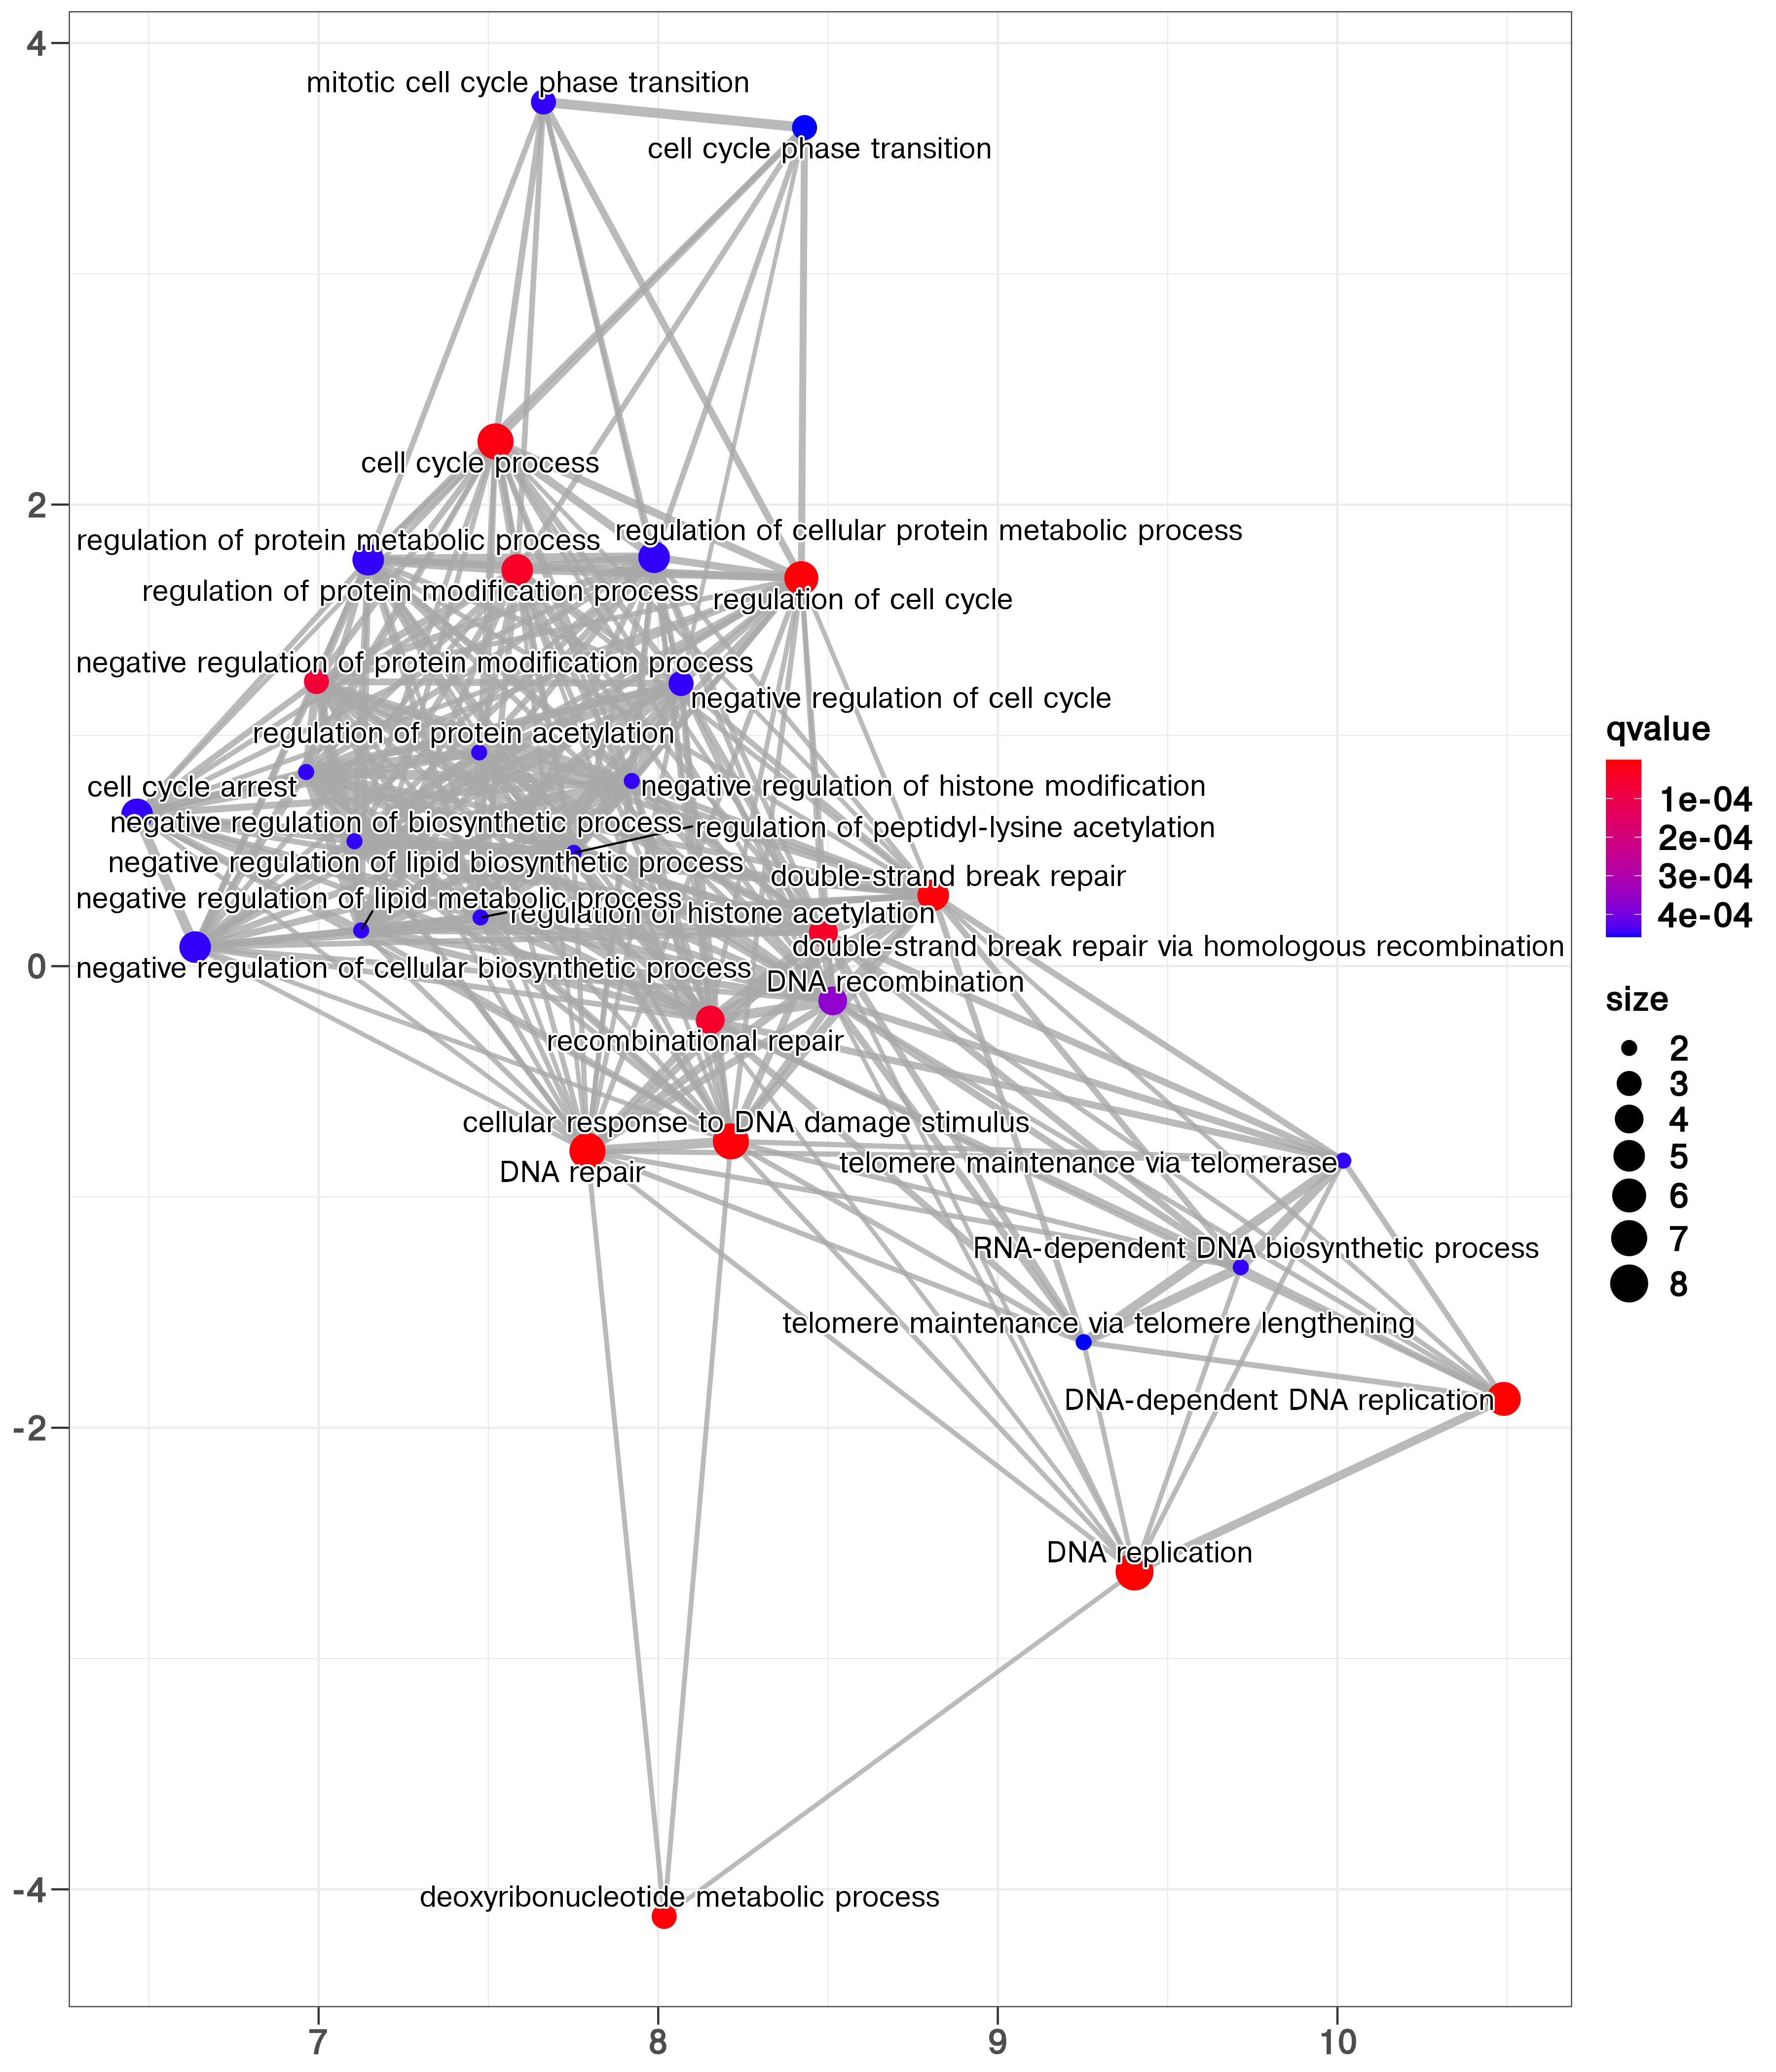 4
mitotic cell cycle phase transition
cell cycle phase transition
cell cycle process
2
regulation of cellular protein metabolic process
regulation of protein metabolic process
regulation of protein modification process
regulation of cell cycle
negative regulation of protein modification process
negative regulation of cell cycle
regulation of protein acetylation
cell cycle arrest
negative regulation of histone modification
negative regulation of biosynthetic process
regulation of peptidyl-lysine acetylation
negative regulation of lipid biosynthetic process
double-strand break repair
negative regulation of lipid metabolic process
regulation of histone acetylation
double-strand break repair via homologous recombination
0
negative regulation of cellular biosynthetic process
DNA recombination
recombinational repair
cellular response to DNA damage stimulus
DNA repair
telomere maintenance via telomerase
RNA-dependent DNA biosynthetic process
telomere maintenance via telomere lengthening
DNA-dependent DNA replication
-2
DNA replication
-4
deoxyribonucleotide metabolic process
7
8
9
10
qvalue
1e-04
2e-04
3e-04
4e-04
size
2
3
4
5
6
7
8